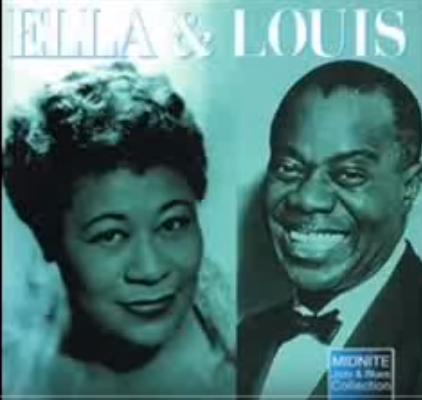 ELLA & LOUIS
MIDNITE
Jazz & Blues
Collection